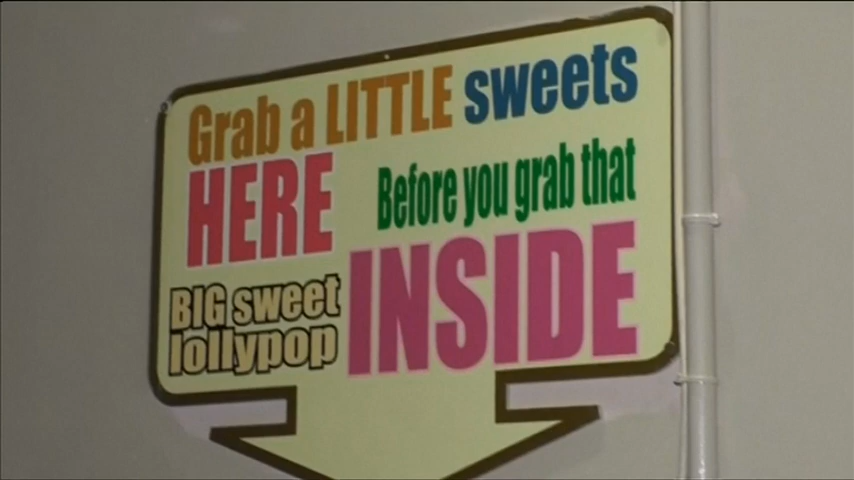 Grab a LITTLE sweets
HERE Before you grab that
BIG sweet
lollypop INSIDE